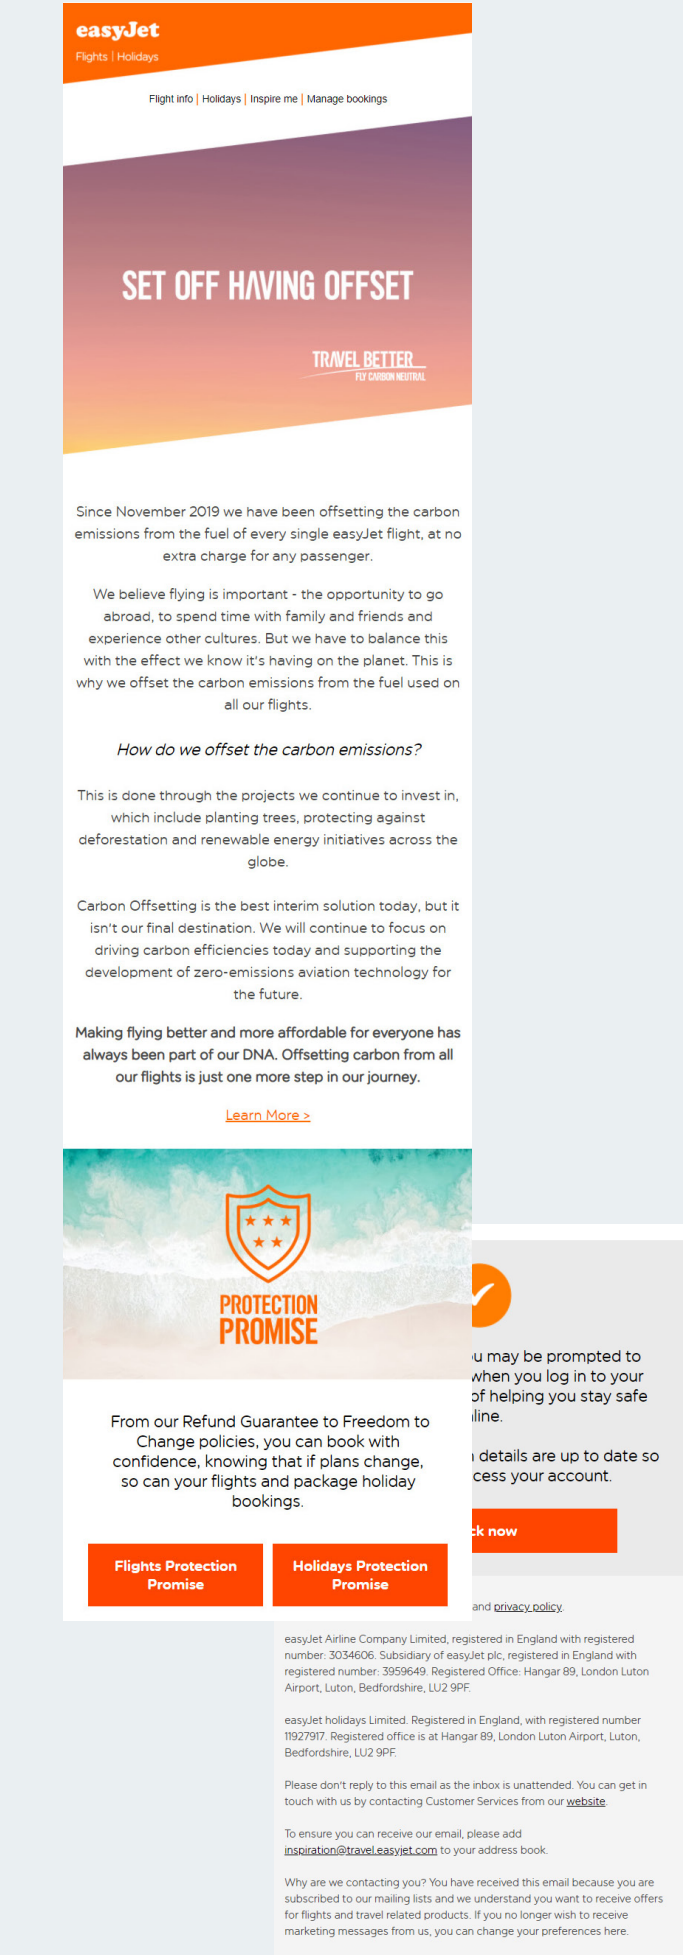 easyJet
Flights | Holidays
Flight info | Holidays | Inspire me | Manage bookings
SET OFF HAVING OFFSET
TRAVEL BETTER
FLY CARBON NEUTRAL
Since November 2019 we have been offsetting the carbon
emissions from the fuel of every single easyJet flight, at no
extra charge for any passenger.
We believe flying is important - the opportunity to go
abroad, to spend time with family and friends and
experience other cultures. But we have to balance this
with the effect we know it's having on the planet. This is
why we offset the carbon emissions from the fuel used on
all our flights.
How do we offset the carbon emissions?
This is done through the projects we continue to invest in,
which include planting trees, protecting against
deforestation and renewable energy initiatives across the
globe.
Carbon Offsetting is the best interim solution today, but it
isn't our final destination. We will continue to focus on
driving carbon efficiencies today and supporting the
development of zero-emissions aviation technology for
the future.
Making flying better and more affordable for everyone has
always been part of our DNA. Offsetting carbon from all
our flights is just one more step in our journey.
Learn More >
PROTECTION
PROMISE
From our Refund Guarantee to Freedom to
Change policies, you can book with
confidence, knowing that if plans change,
so can your flights and package holiday
bookings.
Flights Protection
Promise
Holidays Protection
Promise
may be prompted to
when you log in to your
of helping you stay safe
details are up to date so
your account.
now
and privacy policy.
easyJet Airline Company Limited, registered in England with registered
number: 3034606. Subsidiary of easyJet plc, registered in England with
registered number: 3959649. Registered Office: Hangar 89, London Luton
Airport, Luton, Bedfordshire, LU2 9PF.
easyJet holidays Limited. Registered in England, with registered number
11927917. Registered office is at Hangar 89, London Luton Airport, Luton,
Bedfordshire, LU2 9PF.
Please don't reply to this email as the inbox is unattended. You can get in
touch with us by contacting Customer Services from our website.
To ensure you can receive our email, please add
inspiration@travel.easyjet.com to your address book.
Why are we contacting you? You have received this email because you are
subscribed to our mailing lists and we understand you want to receive offers
for flights and travel related products. If you no longer wish to receive
marketing messages from us, you can change your preferences here.